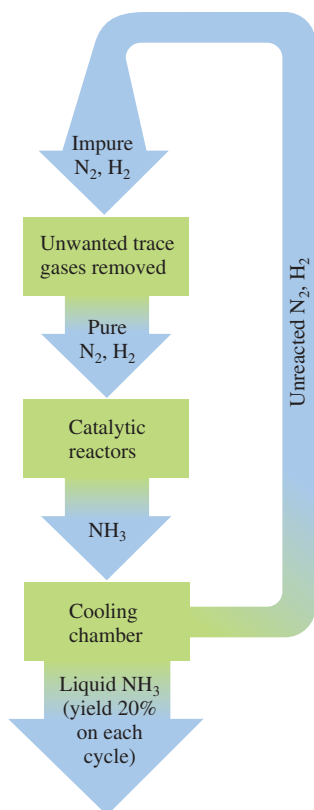 Impure
N₂, H₂
Unwanted trace
gases removed
Pure
N₂, H₂
Catalytic
reactors
NH₃
Cooling
chamber
Liquid NH₃
(yield 20%
on each
cycle)
Unreacted N₂, H₂